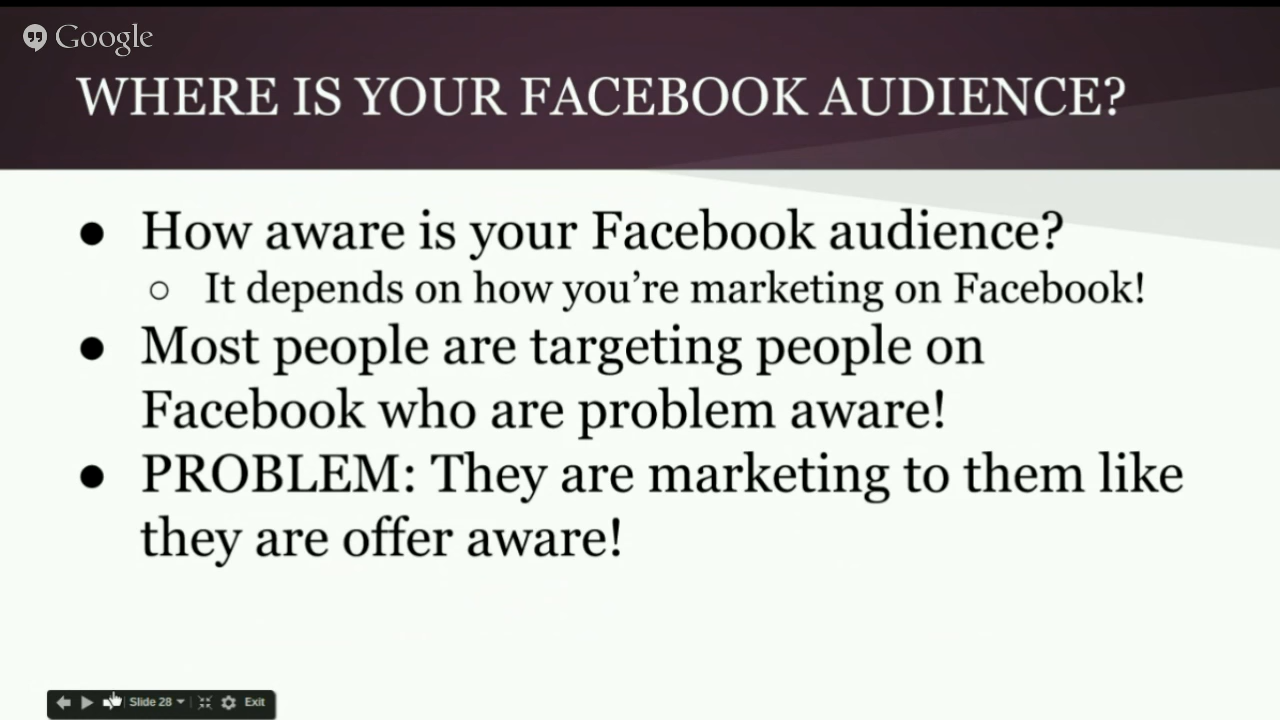 Google
WHERE IS YOUR FACEBOOK AUDIENCE?
● How aware is your Facebook audience?
○ It depends on how you’re marketing on Facebook!
● Most people are targeting people on
Facebook who are problem aware!
● PROBLEM: They are marketing to them like
they are offer aware!
Slide 28 Exit